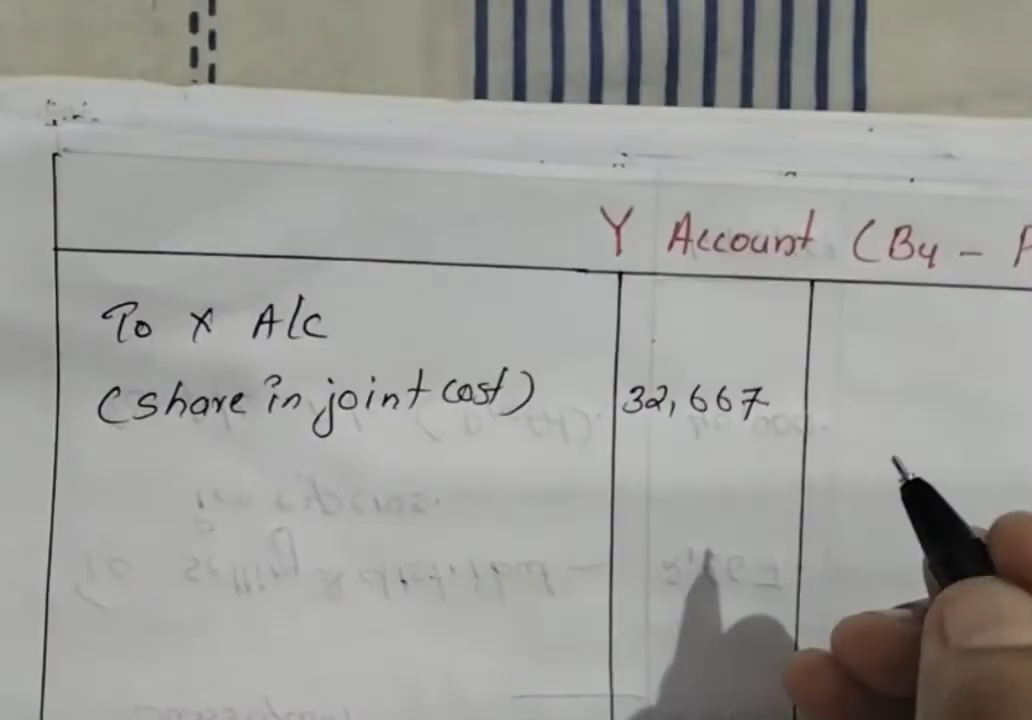 Y Account (By - P
To X A/c
(Share in joint cost) 32,667